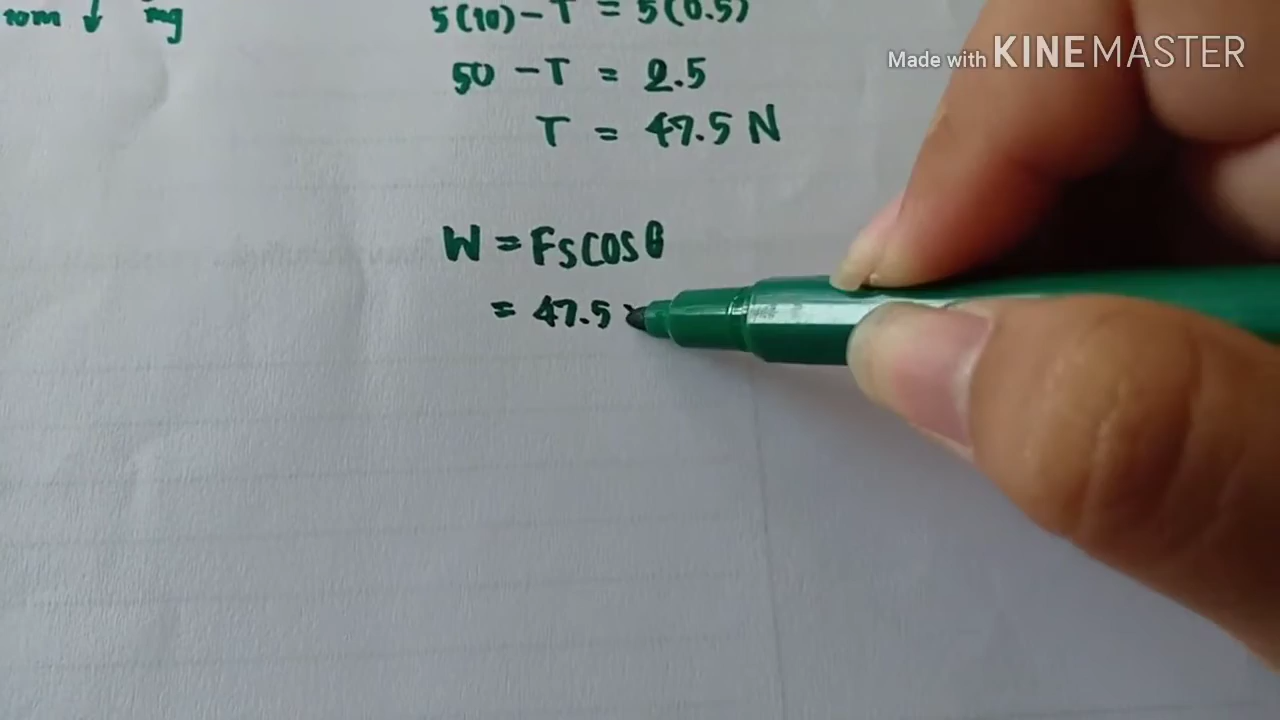 10m ↓ mg
5(10) - T = 5(0.5)
Made with KINEMASTER
50 - T = 2.5
T = 47.5 N
W = Fs cos θ
= 47.5 ×